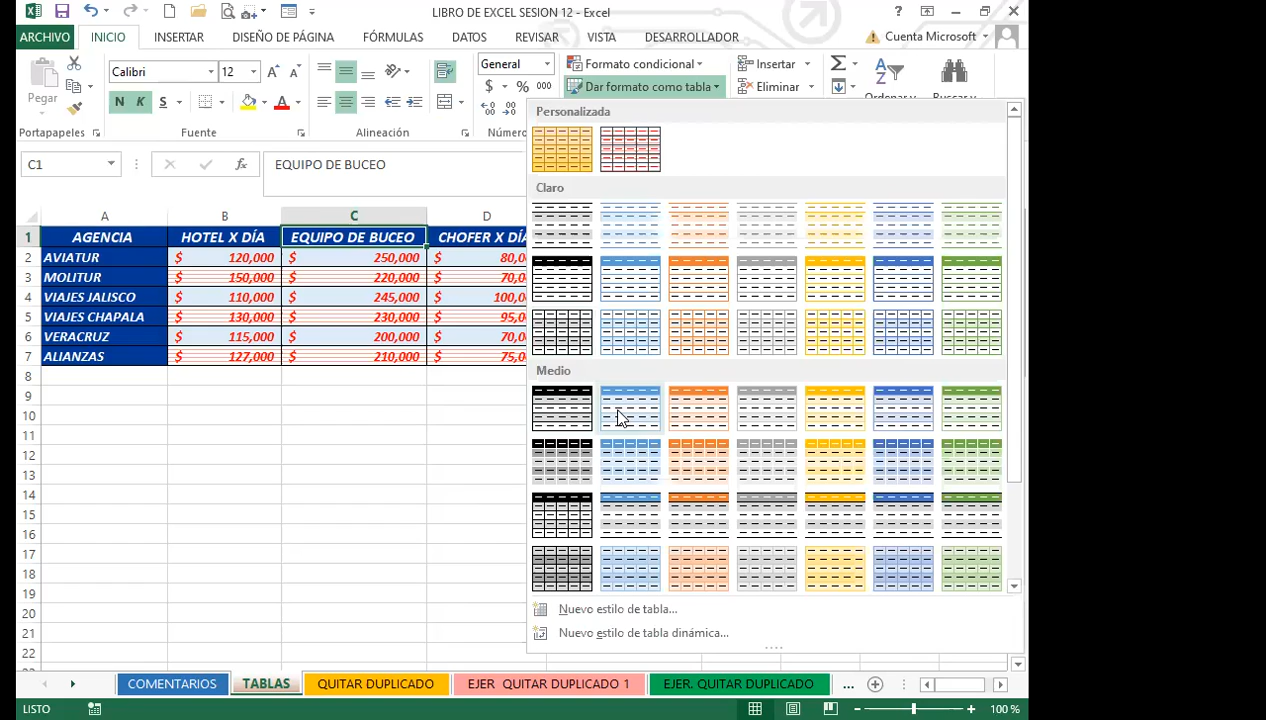 LIBRO DE EXCEL SESION 12 - Excel
ARCHIVO INICIO INSERTAR DISEÑO DE PÁGINA FÓRMULAS DATOS REVISAR VISTA DESARROLLADOR Cuenta Microsoft
Pegar
Calibri 12
N K S
Portapapeles Fuente Alineación
General
$ % 000
Formato condicional
Dar formato como tabla
Insertar
Eliminar
C1 EQUIPO DE BUCEO
A B C D
1 AGENCIA HOTEL X DÍA EQUIPO DE BUCEO CHOFER X DÍA
2 AVIATUR $ 120,000 $ 250,000 $
3 MOLITUR $ 150,000 $ 220,000 $
4 VIAJES JALISCO $ 110,000 $ 245,000 $
5 VIAJES CHAPALA $ 130,000 $ 230,000 $
6 VERACRUZ $ 115,000 $ 200,000 $
7 ALIANZAS $ 127,000 $ 210,000 $
8
9
10
11
12
13
14
15
16
17
18
19
20
21
22
Personalizada
Claro
Medio
Nuevo estilo de tabla...
Nuevo estilo de tabla dinámica...
COMENTARIOS TABLAS QUITAR DUPLICADO EJER QUITAR DUPLICADO 1 EJER. QUITAR DUPLICADO ...
LISTO 100 %